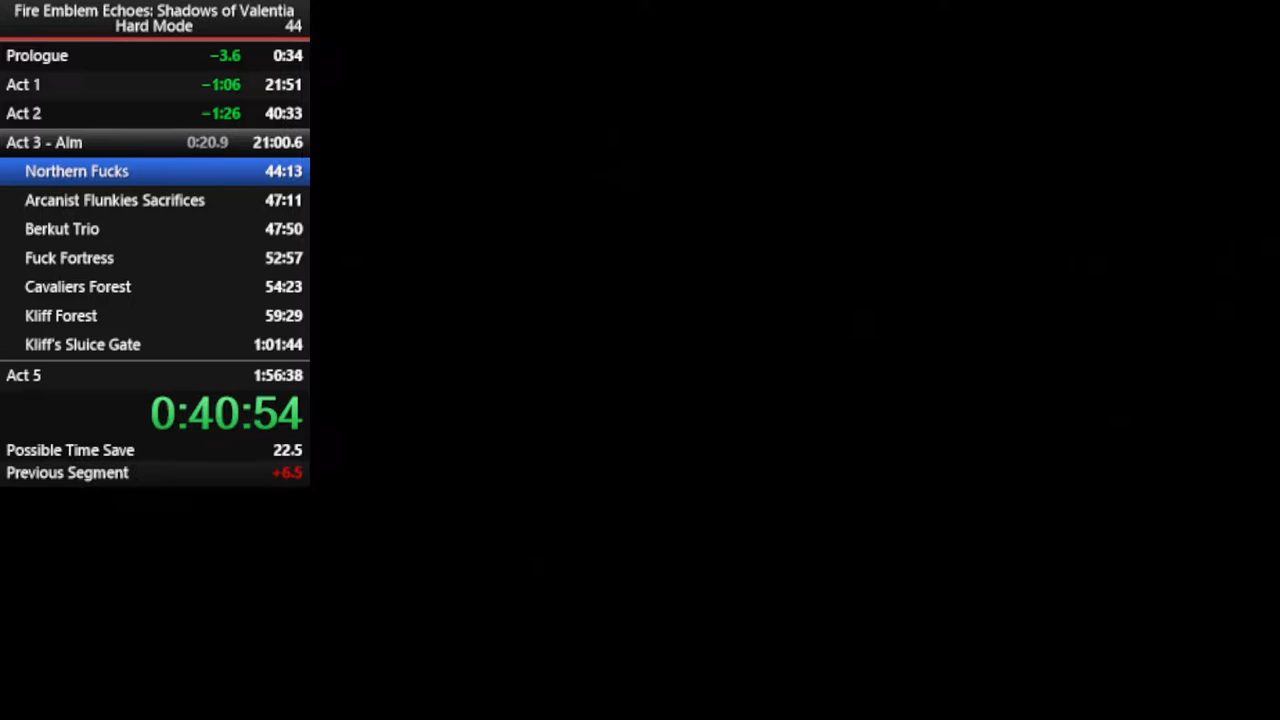 Fire Emblem Echoes: Shadows of Valentia
Hard Mode 44
Prologue −3.6 0:34
Act 1 −1:06 21:51
Act 2 −1:26 40:33
Act 3 - Alm 0:20.9 21:00.6
Northern Fucks 44:13
Arcanist Flunkies Sacrifices 47:11
Berkut Trio 47:50
Fuck Fortress 52:57
Cavaliers Forest 54:23
Kliff Forest 59:29
Kliff's Sluice Gate 1:01:44
Act 5 1:56:38
0:40:54
Possible Time Save 22.5
Previous Segment +6.5